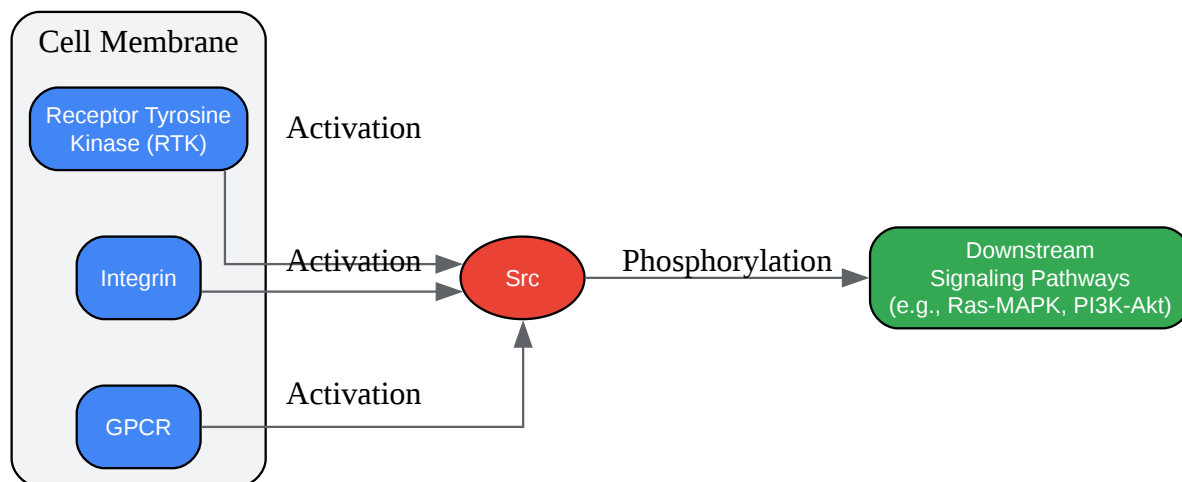 Cell Membrane
Receptor Tyrosine
Kinase (RTK)
Activation
Integrin
Activation
Src
Phosphorylation
Downstream
Signaling Pathways
(e.g., Ras-MAPK, PI3K-Akt)
GPCR
Activation